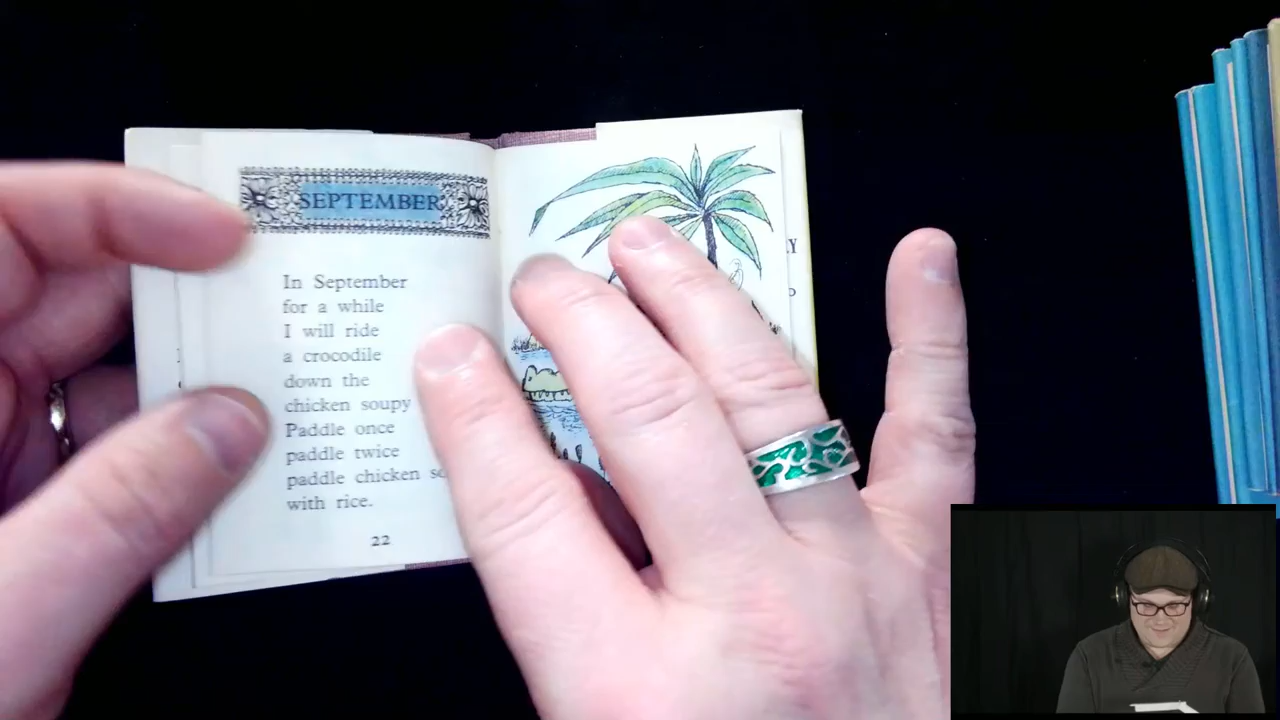 SEPTEMBER
In September
for a while
I will ride
a crocodile
down the
chicken soupy
Paddle once
paddle twice
paddle chicken so
with rice.
22
Y
P